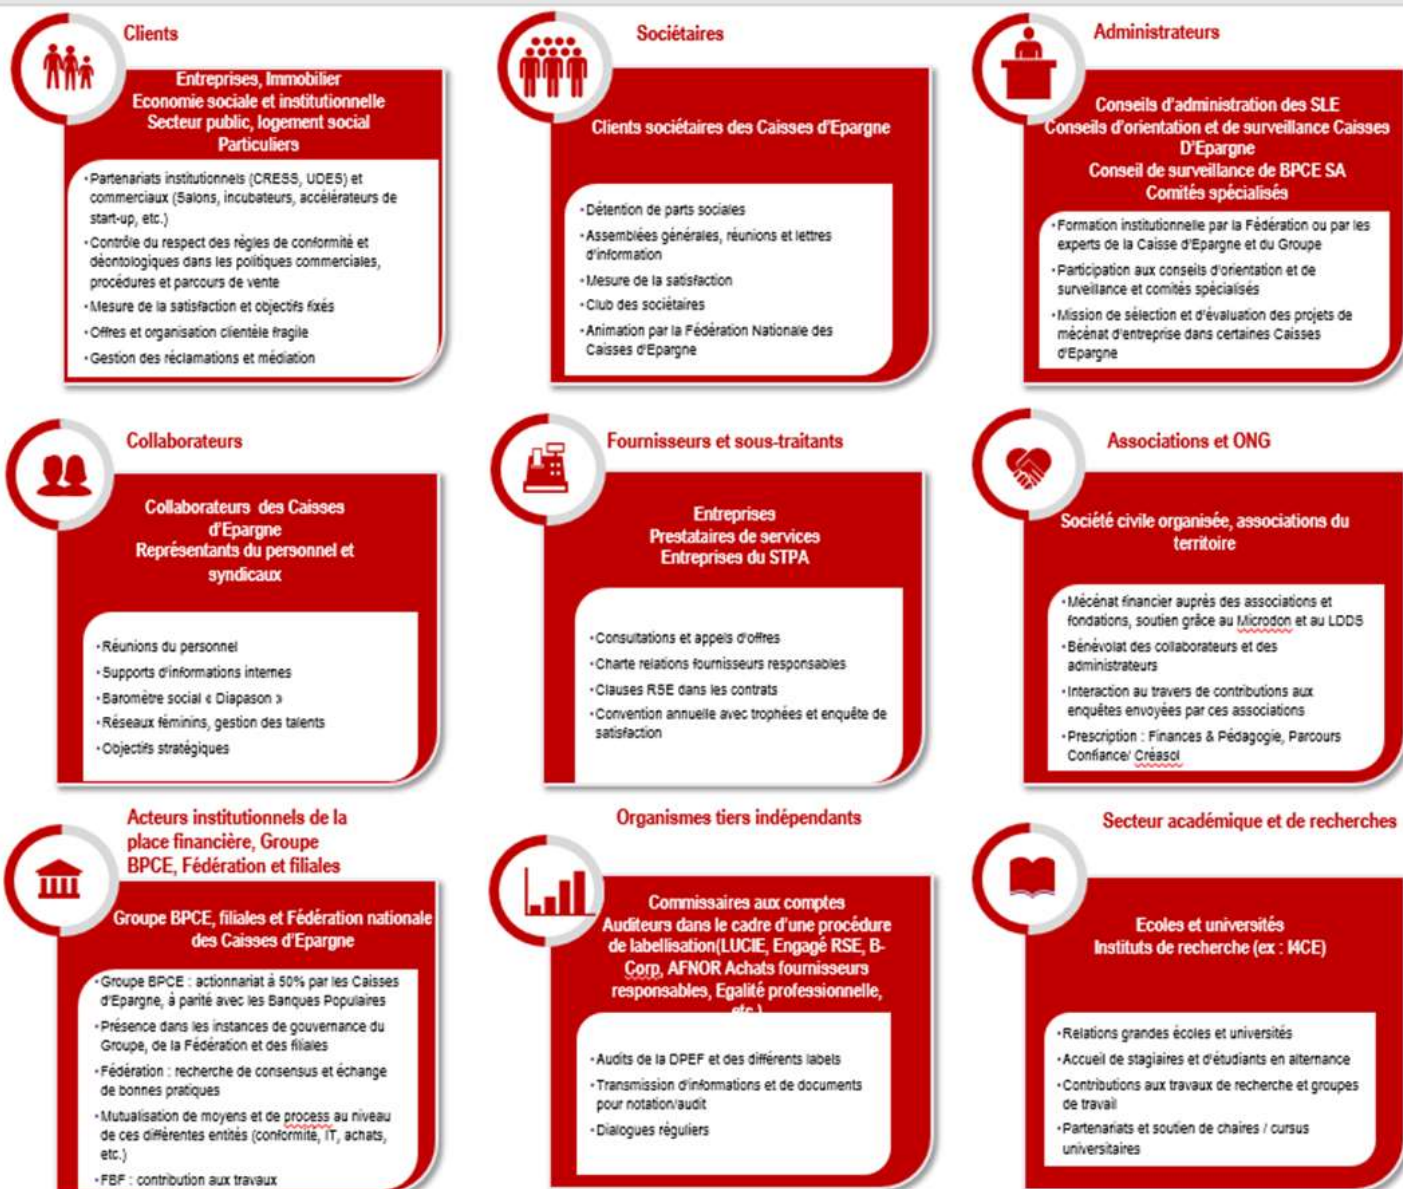 Clients
Entreprises, Immobilier
Economie sociale et institutionnelle
Secteur public, logement social
Particuliers
•Partenariats institutionnels (CRESS, UDES) et
commerciaux (Salons, incubateurs, accélérateurs de
start-up, etc.)
•Contrôle du respect des règles de conformité et
déontologiques dans les politiques commerciales,
procédures et parcours de vente
•Mesure de la satisfaction et objectifs fixés
•Offres et organisation clientèle fragile
•Gestion des réclamations et médiation
Sociétaires
Clients sociétaires des Caisses d'Epargne
•Détention de parts sociales
•Assemblées générales, réunions et lettres
d'information
•Mesure de la satisfaction
•Club des sociétaires
•Animation par la Fédération Nationale des
Caisses d'Epargne
Administrateurs
Conseils d'administration des SLE
Conseils d'orientation et de surveillance Caisses
D'Epargne
Conseil de surveillance de BPCE SA
Comités spécialisés
•Formation institutionnelle par la Fédération ou par les
experts de la Caisse d'Epargne et du Groupe
•Participation aux conseils d'orientation et de
surveillance et comités spécialisés
•Mission de sélection et d'évaluation des projets de
mécénat d'entreprise dans certaines Caisses
d'Epargne
Collaborateurs
Collaborateurs des Caisses
d'Epargne
Représentants du personnel et
syndicaux
•Réunions du personnel
•Supports d'informations internes
•Baromètre social « Diapason »
•Réseaux féminins, gestion des talents
•Objectifs stratégiques
Fournisseurs et sous-traitants
Entreprises
Prestataires de services
Entreprises du STPA
•Consultations et appels d'offres
•Charte relations fournisseurs responsables
•Clauses RSE dans les contrats
•Convention annuelle avec trophées et enquête de
satisfaction
Associations et ONG
Société civile organisée, associations du
territoire
•Mécénat financier auprès des associations et
fondations, soutien grâce au Microdon et au LDDS
•Bénévolat des collaborateurs et des
administrateurs
•Interaction au travers de contributions aux
enquêtes envoyées par ces associations
•Prescription : Finances & Pédagogie, Parcours
Confiance/ Créasol
Acteurs institutionnels de la
place financière, Groupe
BPCE, Fédération et filiales
Groupe BPCE, filiales et Fédération nationale
des Caisses d'Epargne
•Groupe BPCE : actionnariat à 50% par les Caisses
d'Epargne, à parité avec les Banques Populaires
•Présence dans les instances de gouvernance du
Groupe, de la Fédération et des filiales
•Fédération : recherche de consensus et échange
de bonnes pratiques
•Mutualisation de moyens et de process au niveau
de ces différentes entités (conformité, IT, achats,
etc.)
•FBF : contribution aux travaux
Organismes tiers indépendants
Commissaires aux comptes
Auditeurs dans le cadre d'une procédure
de labellisation(LUCIE, Engagé RSE, B-
Corp, AFNOR Achats fournisseurs
responsables, Egalité professionnelle,
etc.)
•Audits de la DPEF et des différents labels
•Transmission d'informations et de documents
pour notation/audit
•Dialogues réguliers
Secteur académique et de recherches
Ecoles et universités
Instituts de recherche (ex : I4CE)
•Relations grandes écoles et universités
•Accueil de stagiaires et d'étudiants en alternance
•Contributions aux travaux de recherche et groupes
de travail
•Partenariats et soutien de chaires / cursus
universitaires